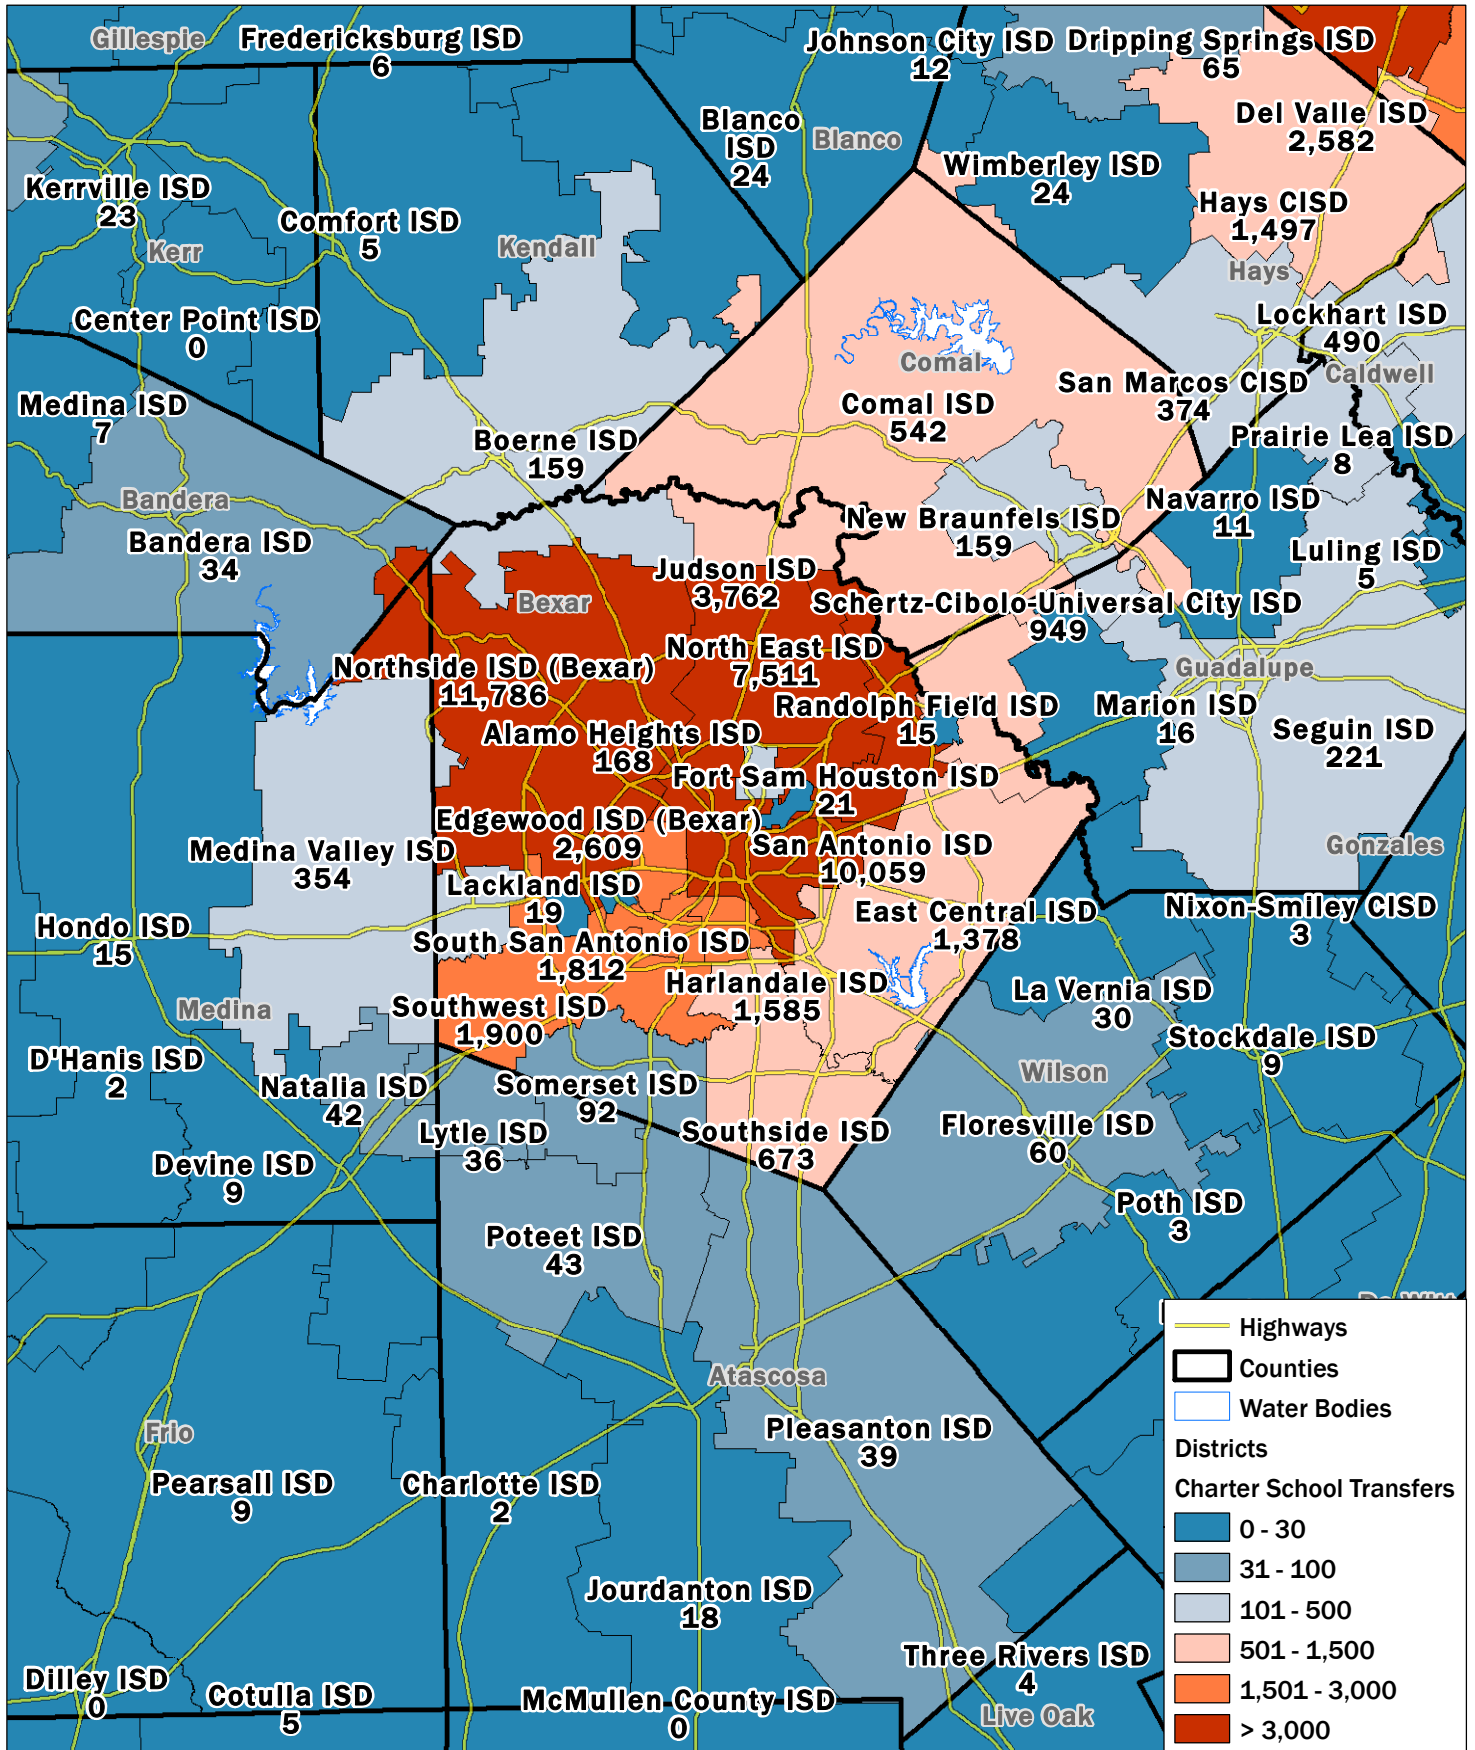 Gillespie
Fredericksburg ISD
6
Johnson City ISD
12
Dripping Springs ISD
65
Del Valle ISD
2,582
Blanco
ISD
24
Blanco
Wimberley ISD
24
Kerrville ISD
23
Kerr
Comfort ISD
5
Kendall
Hays CISD
1,497
Hays
Center Point ISD
0
Lockhart ISD
490
Caldwell
Comal
San Marcos CISD
374
Medina ISD
7
Comal ISD
542
Boerne ISD
159
Prairie Lea ISD
8
Bandera
Bandera ISD
34
New Braunfels ISD
159
Navarro ISD
11
Luling ISD
5
Judson ISD
3,762
Bexar
Schertz-Cibolo-Universal City ISD
949
Northside ISD (Bexar)
11,786
North East ISD
7,511
Guadalupe
Randolph Field ISD
15
Marion ISD
16
Seguin ISD
221
Alamo Heights ISD
168
Fort Sam Houston ISD
21
Edgewood ISD (Bexar)
2,609
San Antonio ISD
10,059
Gonzales
Medina Valley ISD
354
Lackland ISD
19
East Central ISD
1,378
Nixon-Smiley CISD
3
Hondo ISD
15
South San Antonio ISD
1,812
Harlandale ISD
1,585
La Vernia ISD
30
Medina
Southwest ISD
1,900
Stockdale ISD
9
D'Hanis ISD
2
Natalia ISD
42
Somerset ISD
92
Wilson
Lytle ISD
36
Southside ISD
673
Floresville ISD
60
Devine ISD
9
Poth ISD
3
Poteet ISD
43
Atascosa
Pleasanton ISD
39
Frio
Pearsall ISD
9
Charlotte ISD
2
Jourdanton ISD
18
Three Rivers ISD
4
Live Oak
Dilley ISD
0
Cotulla ISD
5
McMullen County ISD
0
Highways
Counties
Water Bodies
Districts
Charter School Transfers
0 - 30
31 - 100
101 - 500
501 - 1,500
1,501 - 3,000
> 3,000